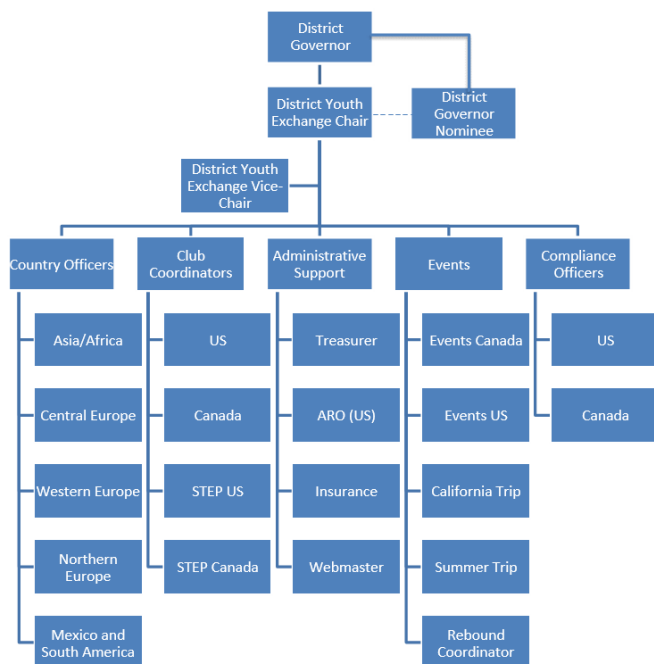 District
Governor
District Youth
Exchange Chair
District
Governor
Nominee
District Youth
Exchange Vice-
Chair
Country Officers
Club
Coordinators
Administrative
Support
Events
Compliance
Officers
Asia/Africa
US
Treasurer
Events Canada
US
Central Europe
Canada
ARO (US)
Events US
Canada
Western Europe
STEP US
Insurance
California Trip
Northern
Europe
STEP Canada
Webmaster
Summer Trip
Mexico and
South America
Rebound
Coordinator